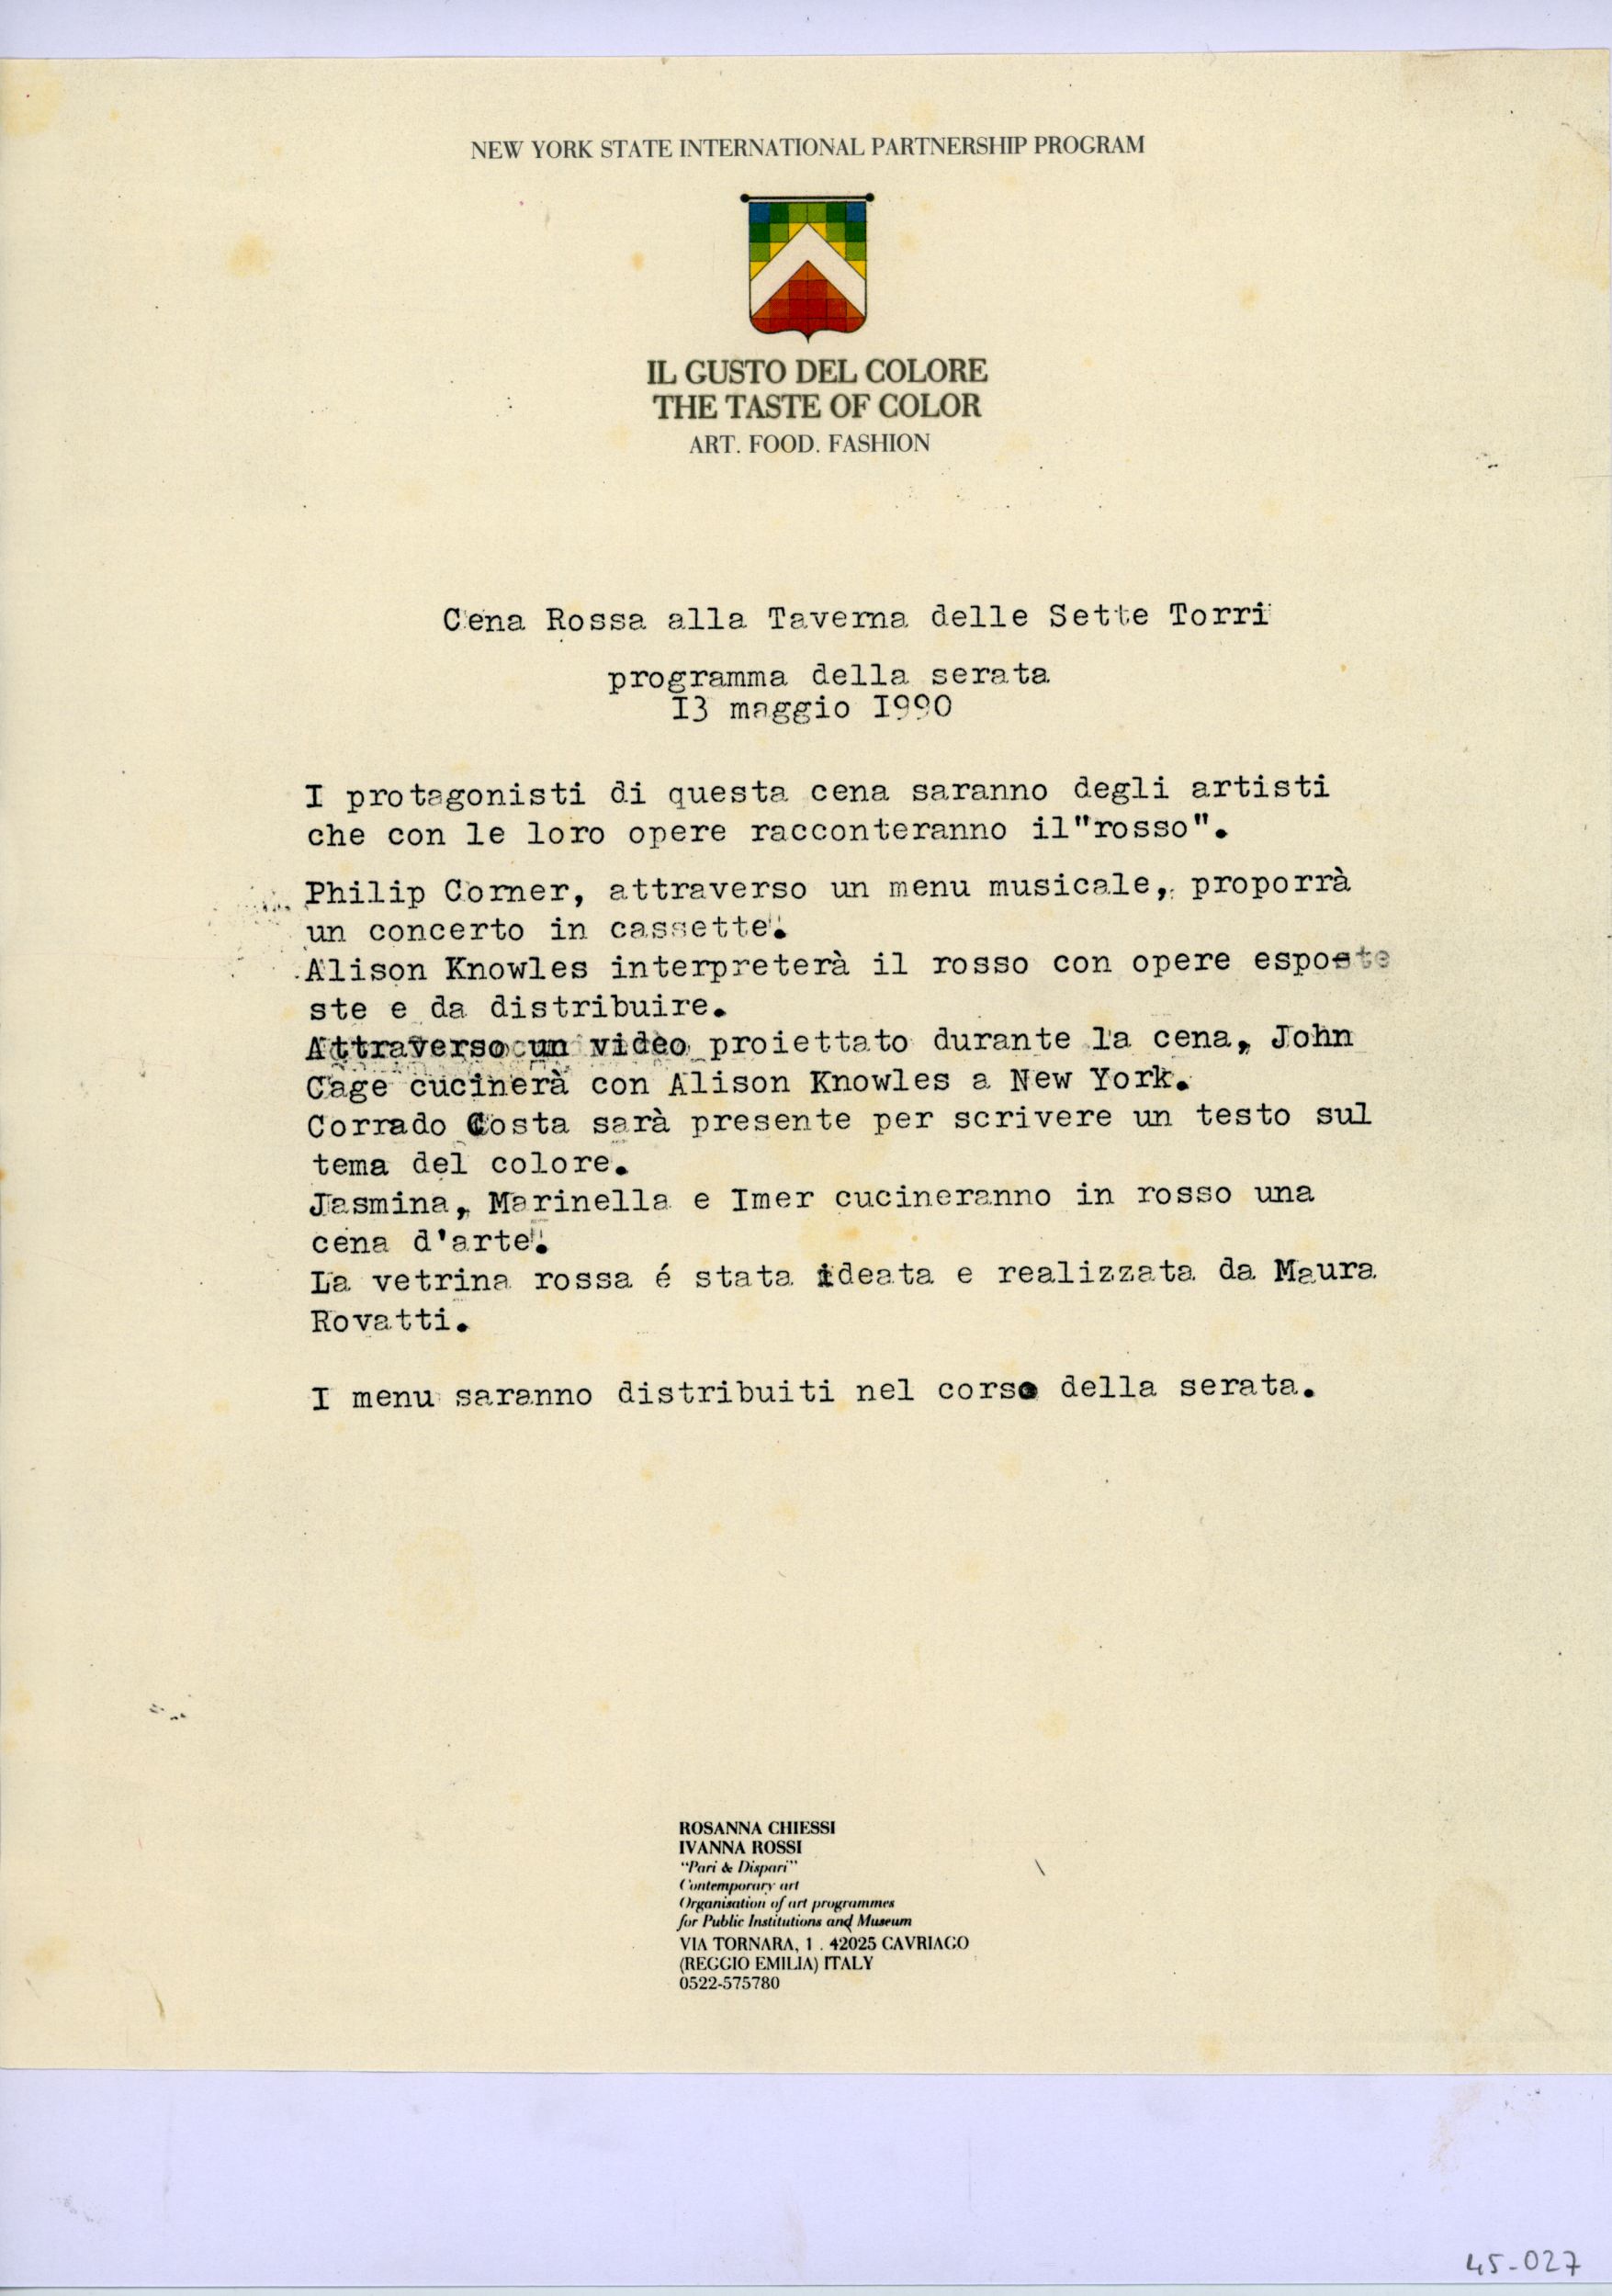 NEW YORK STATE INTERNATIONAL PARTNERSHIP PROGRAM
IL GUSTO DEL COLORE
THE TASTE OF COLOR
ART. FOOD. FASHION
Cena Rossa alla Taverna delle Sette Torri
programma della serata
I3 maggio I990
I protagonisti di questa cena saranno degli artisti
che con le loro opere racconteranno il"rosso".
Philip Corner, attraverso un menu musicale, proporrà
un concerto in cassette.
Alison Knowles interpreterà il rosso con opere esposte
ste e da distribuire.
Attraverso un video proiettato durante la cena, John
Cage cucinerà con Alison Knowles a New York.
Corrado Costa sarà presente per scrivere un testo sul
tema del colore.
Jasmina, Marinella e Imer cucineranno in rosso una
cena d'arte.
La vetrina rossa é stata ideata e realizzata da Maura
Rovatti.
I menu saranno distribuiti nel corso della serata.
ROSANNA CHIESSI
IVANNA ROSSI
"Pari & Dispari"
Contemporary art
Organisation of art programmes
for Public Institutions and Museum
VIA TORNARA, 1 . 42025 CAVRIAGO
(REGGIO EMILIA) ITALY
0522-575780
45-027